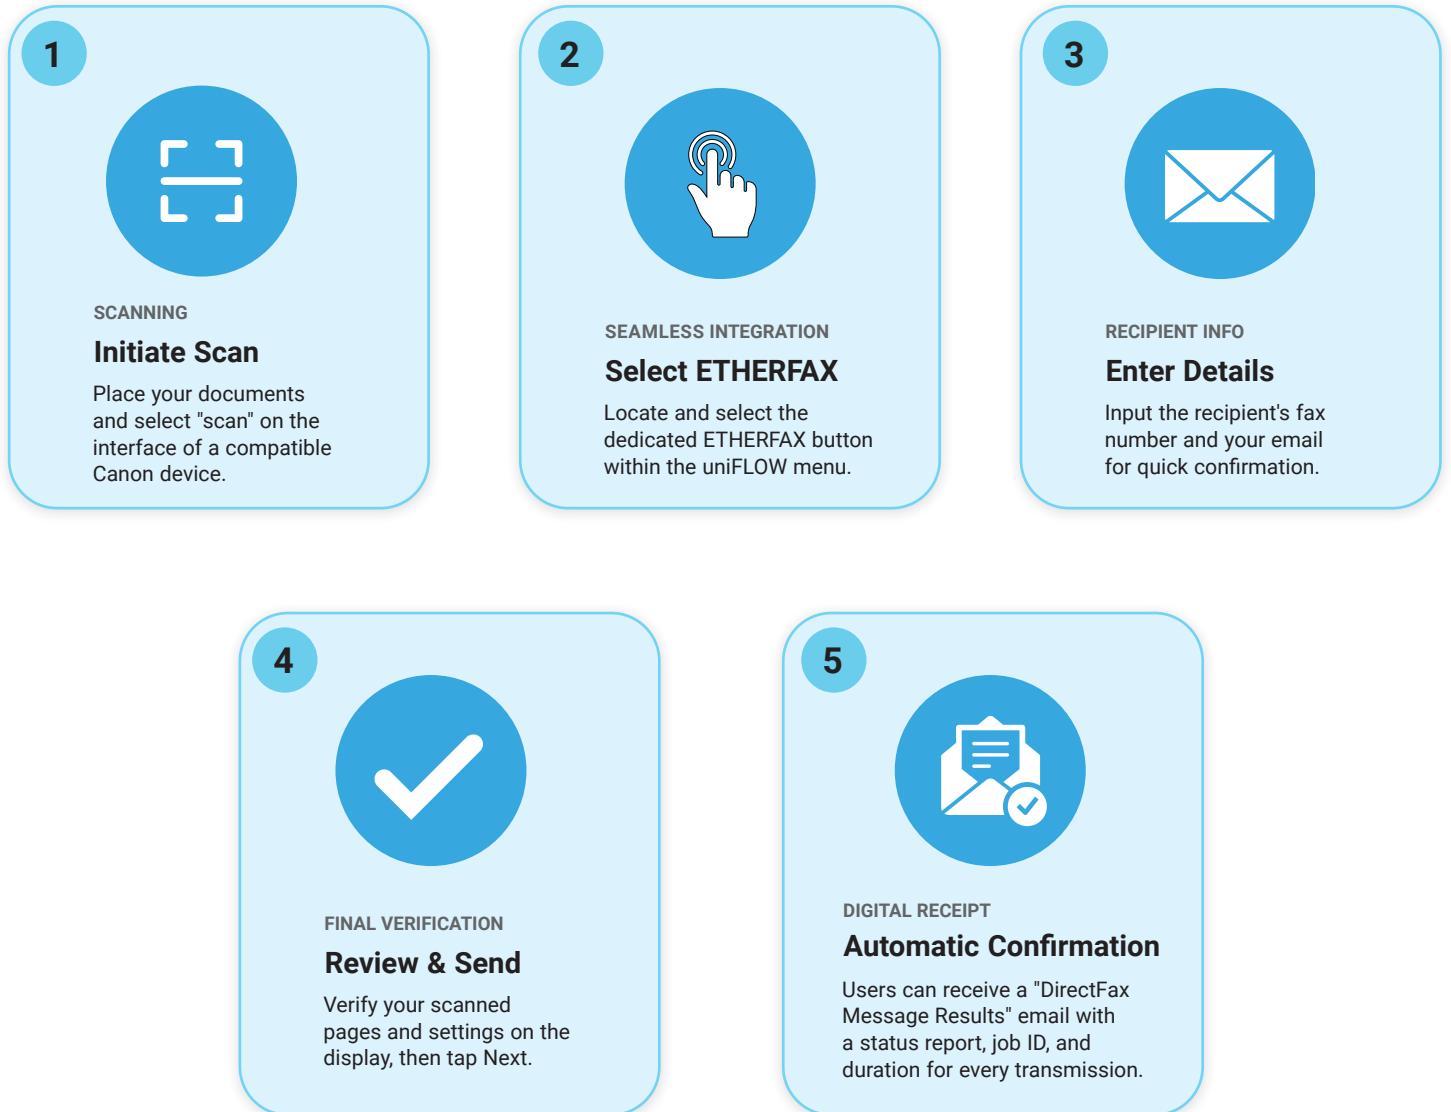 1
SCANNING
Initiate Scan
Place your documents
and select "scan" on the
interface of a compatible
Canon device.
2
SEAMLESS INTEGRATION
Select ETHERFAX
Locate and select the
dedicated ETHERFAX button
within the uniFLOW menu.
3
RECIPIENT INFO
Enter Details
Input the recipient's fax
number and your email
for quick confirmation.
4
FINAL VERIFICATION
Review & Send
Verify your scanned
pages and settings on the
display, then tap Next.
5
DIGITAL RECEIPT
Automatic Confirmation
Users can receive a "DirectFax
Message Results" email with
a status report, job ID, and
duration for every transmission.